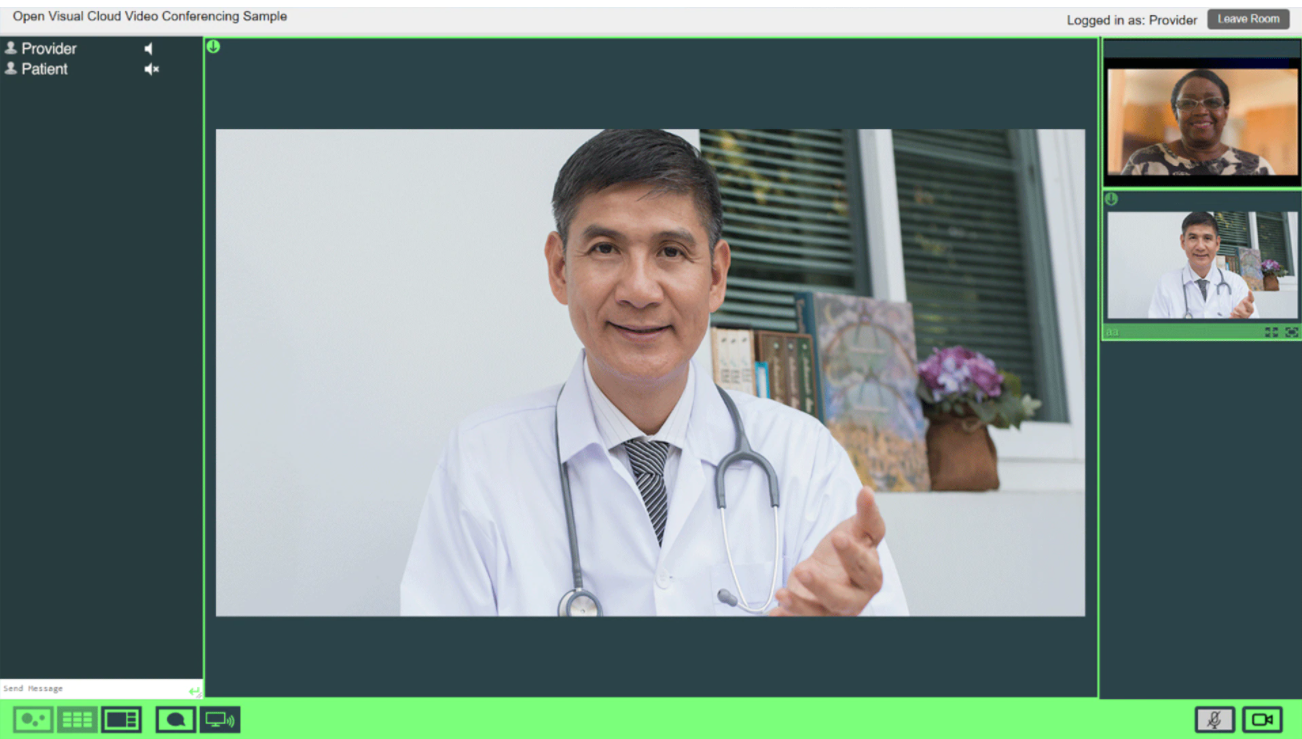 Open Visual Cloud Video Conferencing Sample
Logged in as: Provider
Leave Room
Provider
Patient
Send Message